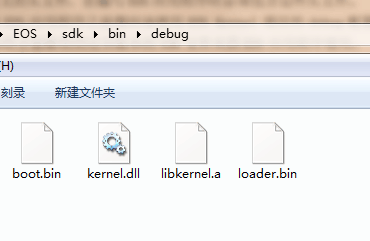 EOS sdk bin debug
(H)
刻录 新建文件夹
boot.bin kernel.dll libkernel.a loader.bin